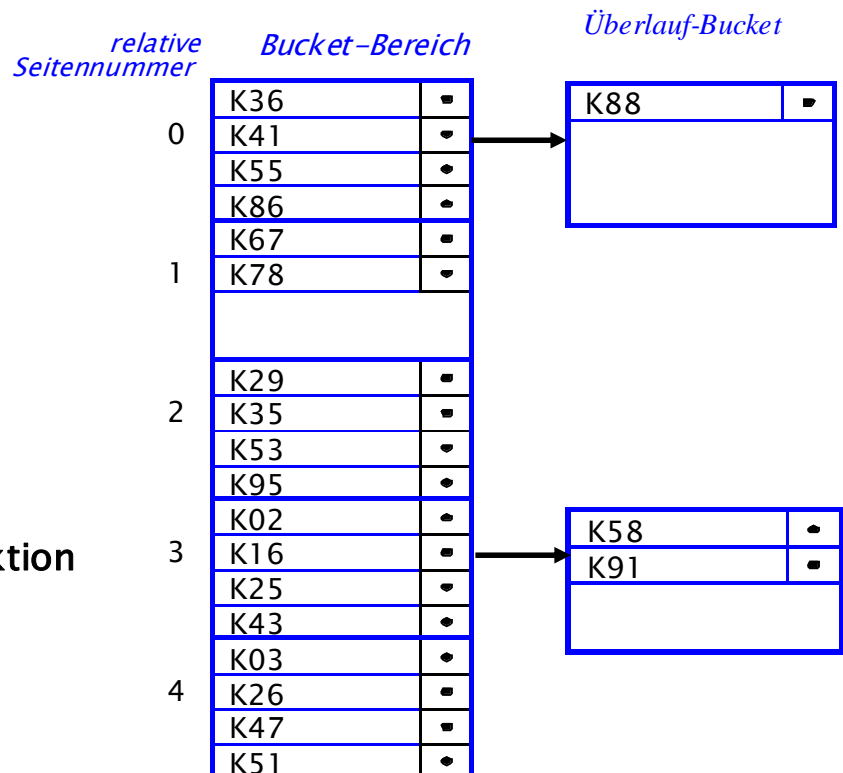 relative
Seitennummer
Bucket-Bereich
Überlauf-Bucket
0
K36
K41
K55
K86
K88
1
K67
K78
2
K29
K35
K53
K95
ktion
3
K02
K16
K25
K43
K58
K91
4
K03
K26
K47
K51